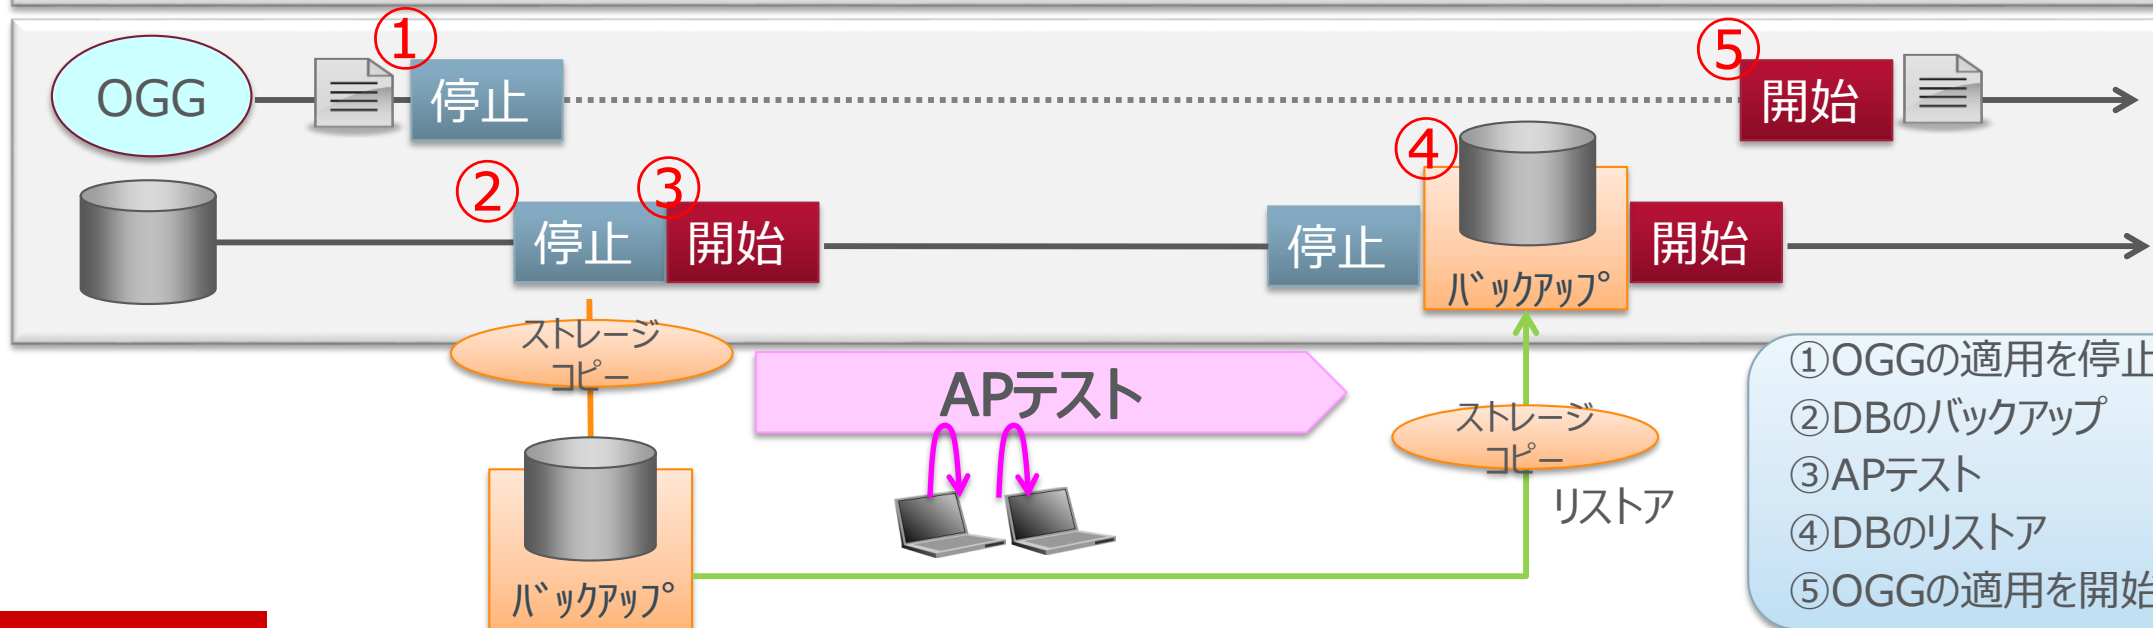 ①
⑤
OGG
停止
開始
④
②
③
停止
開始
停止
バックアップ
開始
ストレージ
コピー
APテスト
ストレージ
コピー
リストア
バックアップ
①OGGの適用を停止
②DBのバックアップ
③APテスト
④DBのリストア
⑤OGGの適用を開始